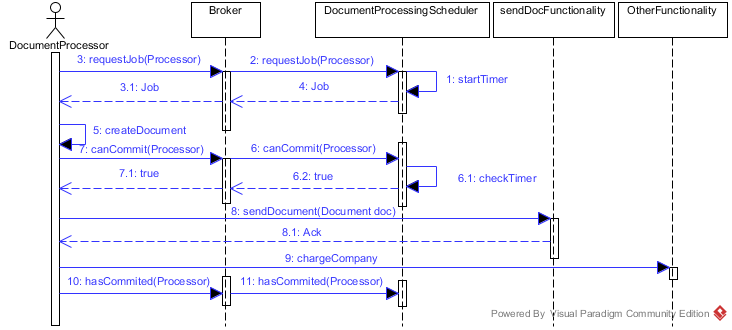 Broker
DocumentProcessingScheduler
sendDocFunctionality
OtherFunctionality
DocumentProcessor
3: requestJob(Processor)
2: requestJob(Processor)
1: startTimer
3.1: Job
4: Job
5: createDocument
7: canCommit(Processor)
6: canCommit(Processor)
7.1: true
6.2: true
6.1: checkTimer
8: sendDocument(Document doc)
8.1: Ack
9: chargeCompany
10: hasCommited(Processor)
11: hasCommited(Processor)
Powered By Visual Paradigm Community Edition